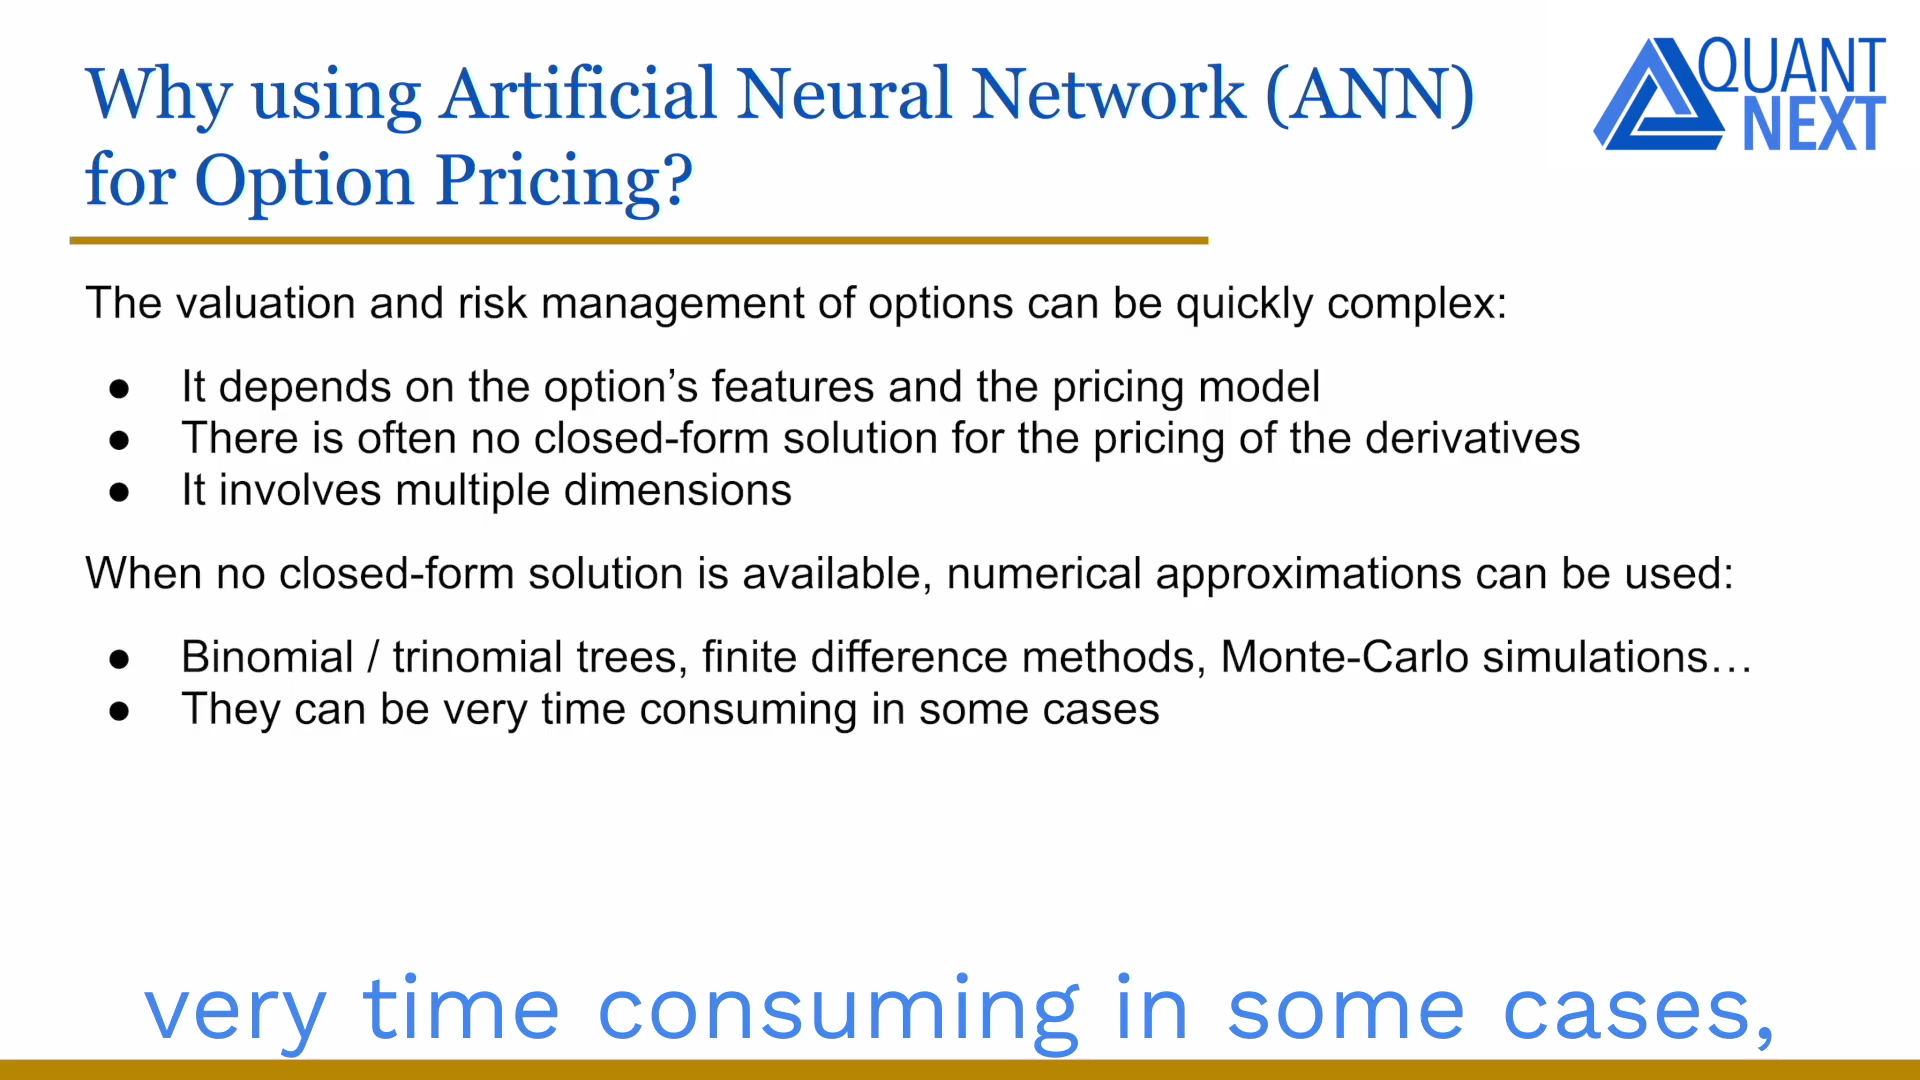 Why using Artificial Neural Network (ANN)
for Option Pricing?
QUANT
NEXT
The valuation and risk management of options can be quickly complex:
● It depends on the option’s features and the pricing model
● There is often no closed-form solution for the pricing of the derivatives
● It involves multiple dimensions
When no closed-form solution is available, numerical approximations can be used:
● Binomial / trinomial trees, finite difference methods, Monte-Carlo simulations…
● They can be very time consuming in some cases
very time consuming in some cases,